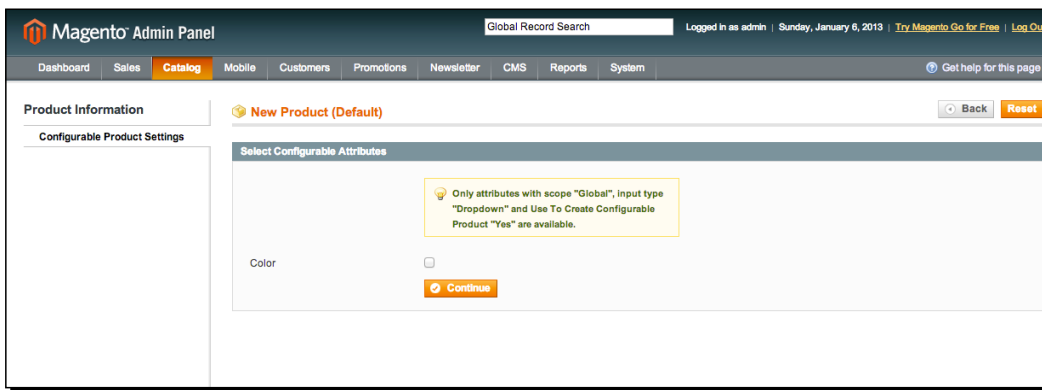 Magento Admin Panel
Global Record Search
Logged in as admin | Sunday, January 6, 2013 | Try Magento Go for Free | Log Ou
Dashboard Sales Catalog Mobile Customers Promotions Newsletter CMS Reports System Get help for this page
Product Information
New Product (Default)
Back Reset
Configurable Product Settings
Select Configurable Attributes
Only attributes with scope "Global", input type
"Dropdown" and Use To Create Configurable
Product "Yes" are available.
Color
Continue